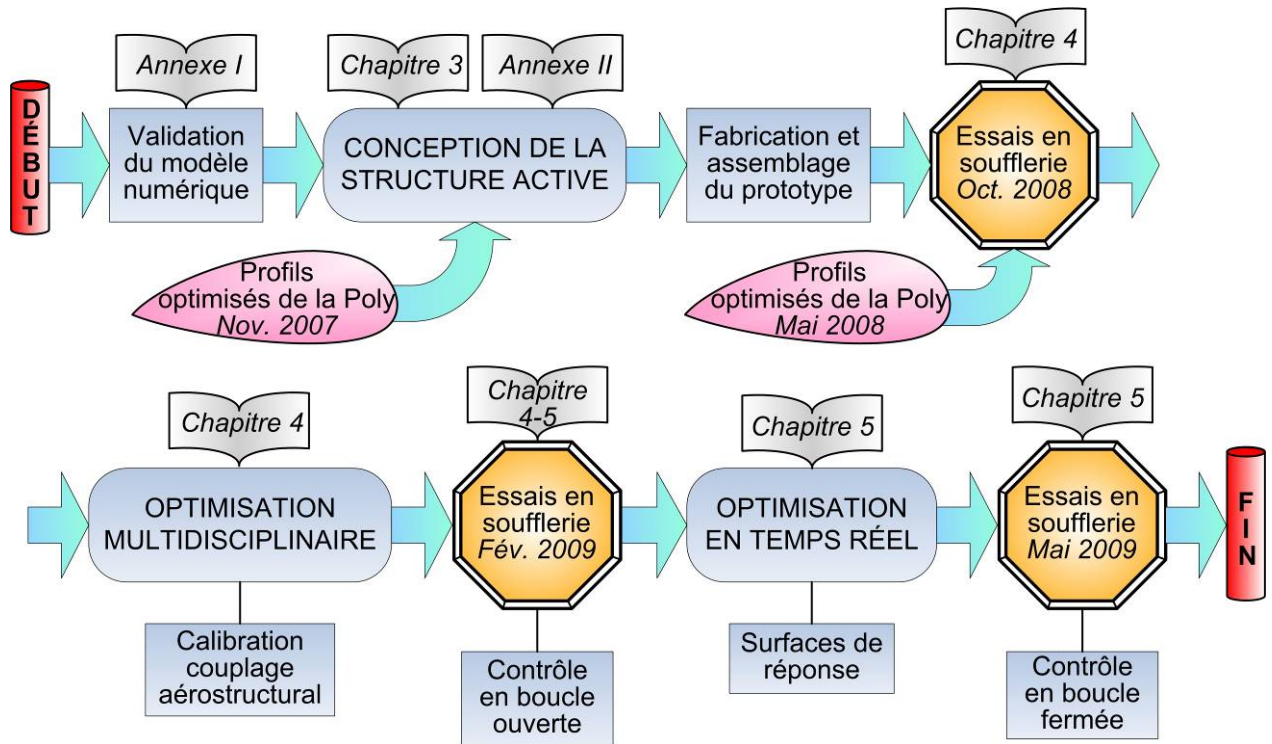 DÉBUT
Annexe I
Validation
du modèle
numérique
Chapitre 3
Annexe II
CONCEPTION DE LA
STRUCTURE ACTIVE
Profils
optimisés de la Poly
Nov. 2007
Fabrication et
assemblage
du prototype
Chapitre 4
Essais en
soufflerie
Oct. 2008
Profils
optimisés de la Poly
Mai 2008
Chapitre 4
OPTIMISATION
MULTIDISCIPLINAIRE
Calibration
couplage
aérostructural
Chapitre
4-5
Essais en
soufflerie
Fév. 2009
Contrôle
en boucle
ouverte
Chapitre 5
OPTIMISATION
EN TEMPS RÉEL
Surfaces de
réponse
Chapitre 5
Essais en
soufflerie
Mai 2009
Contrôle
en boucle
fermée
FIN